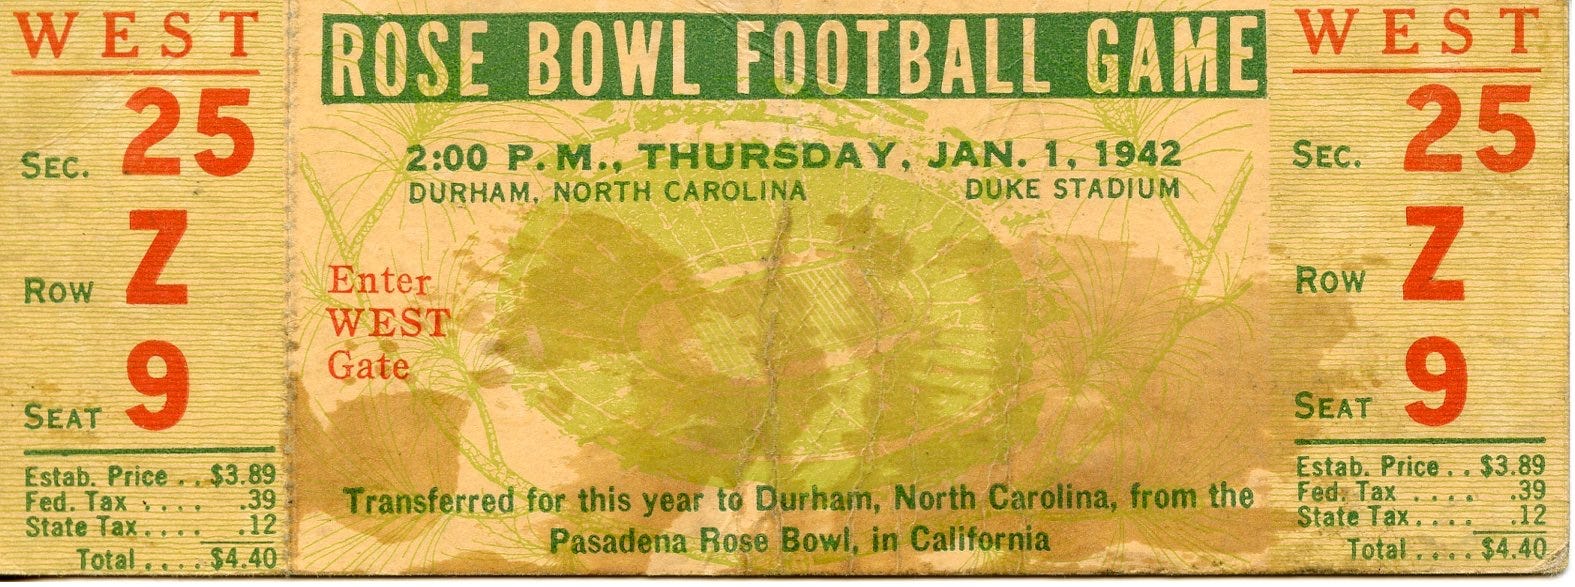 WEST
SEC. 25
ROW Z
SEAT 9
Estab. Price . . $3.89
Fed. Tax . . . . .39
State Tax . . . . .12
Total . . . . $4.40
ROSE BOWL FOOTBALL GAME
2:00 P. M., THURSDAY, JAN. 1, 1942
DURHAM, NORTH CAROLINA DUKE STADIUM
Enter
WEST
Gate
Transferred for this year to Durham, North Carolina, from the
Pasadena Rose Bowl, in California
WEST
SEC. 25
ROW Z
SEAT 9
Estab. Price . . $3.89
Fed. Tax . . . . .39
State Tax . . . . .12
Total . . . . $4.40